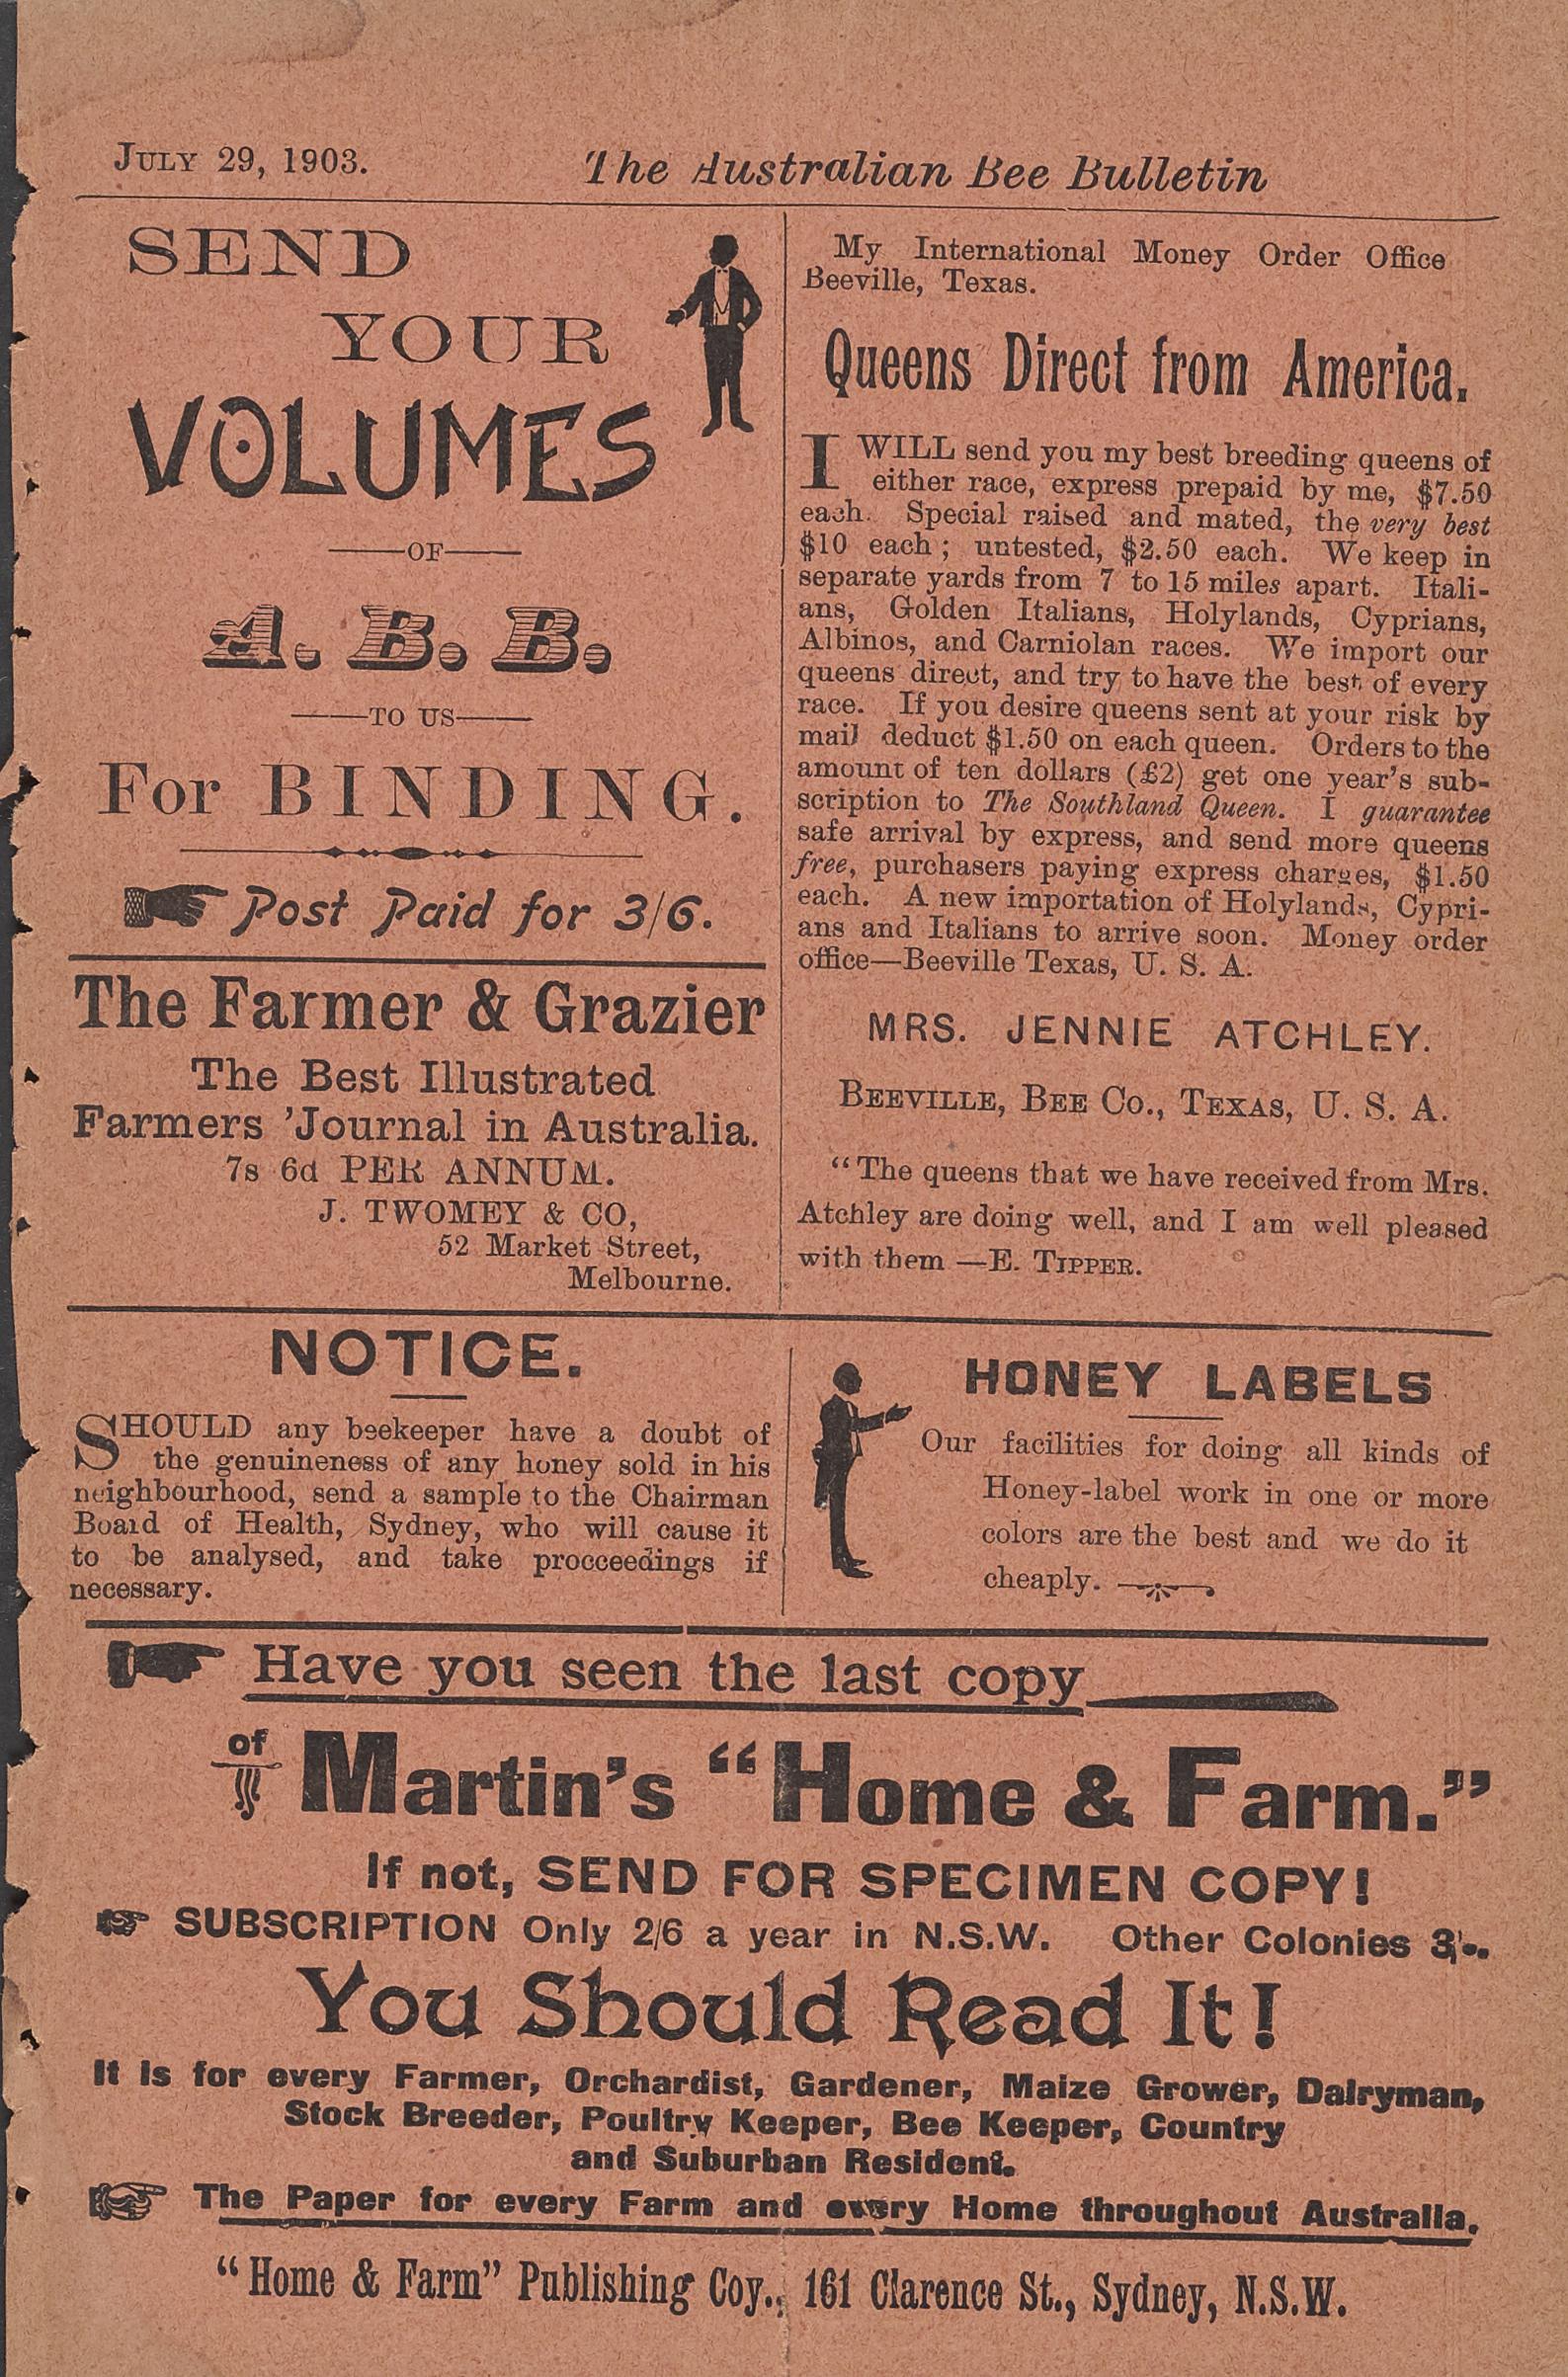 JULY 29, 1903.
The Australian Bee Bulletin
SEND
YOUR
VOLUMES
—OF—
A. B. B.
—TO US—
For BINDING.
Post Paid for 3/6.
The Farmer & Grazier
The Best Illustrated
Farmers 'Journal in Australia.
7s 6d PER ANNUM.
J. TWOMEY & CO,
52 Market Street,
Melbourne.
My International Money Order Office
Beeville, Texas.
Queens Direct from America.
I WILL send you my best breeding queens of
either race, express prepaid by me, $7.50
each. Special raised and mated, the very best
$10 each; untested, $2.50 each. We keep in
separate yards from 7 to 15 miles apart. Itali-
ans, Golden Italians, Holylands, Cyprians,
Albinos, and Carniolan races. We import our
queens direct, and try to have the best of every
race. If you desire queens sent at your risk by
mail deduct $1.50 on each queen. Orders to the
amount of ten dollars (£2) get one year's sub-
scription to The Southland Queen. I guarantee
safe arrival by express, and send more queens
free, purchasers paying express charges, $1.50
each. A new importation of Holylands, Cypri-
ans and Italians to arrive soon. Money order
office—Beeville Texas, U. S. A.
MRS. JENNIE ATCHLEY.
BEEVILLE, BEE CO., TEXAS, U. S. A.
"The queens that we have received from Mrs.
Atchley are doing well, and I am well pleased
with them —E. TIPPER.
NOTICE.
SHOULD any beekeeper have a doubt of
the genuineness of any honey sold in his
neighbourhood, send a sample to the Chairman
Board of Health, Sydney, who will cause it
to be analysed, and take procceedings if
necessary.
HONEY LABELS
Our facilities for doing all kinds of
Honey-label work in one or more
colors are the best and we do it
cheaply.
Have you seen the last copy
of Martin's "Home & Farm."
If not, SEND FOR SPECIMEN COPY!
SUBSCRIPTION Only 2/6 a year in N.S.W. Other Colonies 3/-.
You Should Read It!
It is for every Farmer, Orchardist, Gardener, Maize Grower, Dairyman,
Stock Breeder, Poultry Keeper, Bee Keeper, Country
and Suburban Resident.
The Paper for every Farm and every Home throughout Australia.
"Home & Farm" Publishing Coy., 161 Clarence St., Sydney, N.S.W.